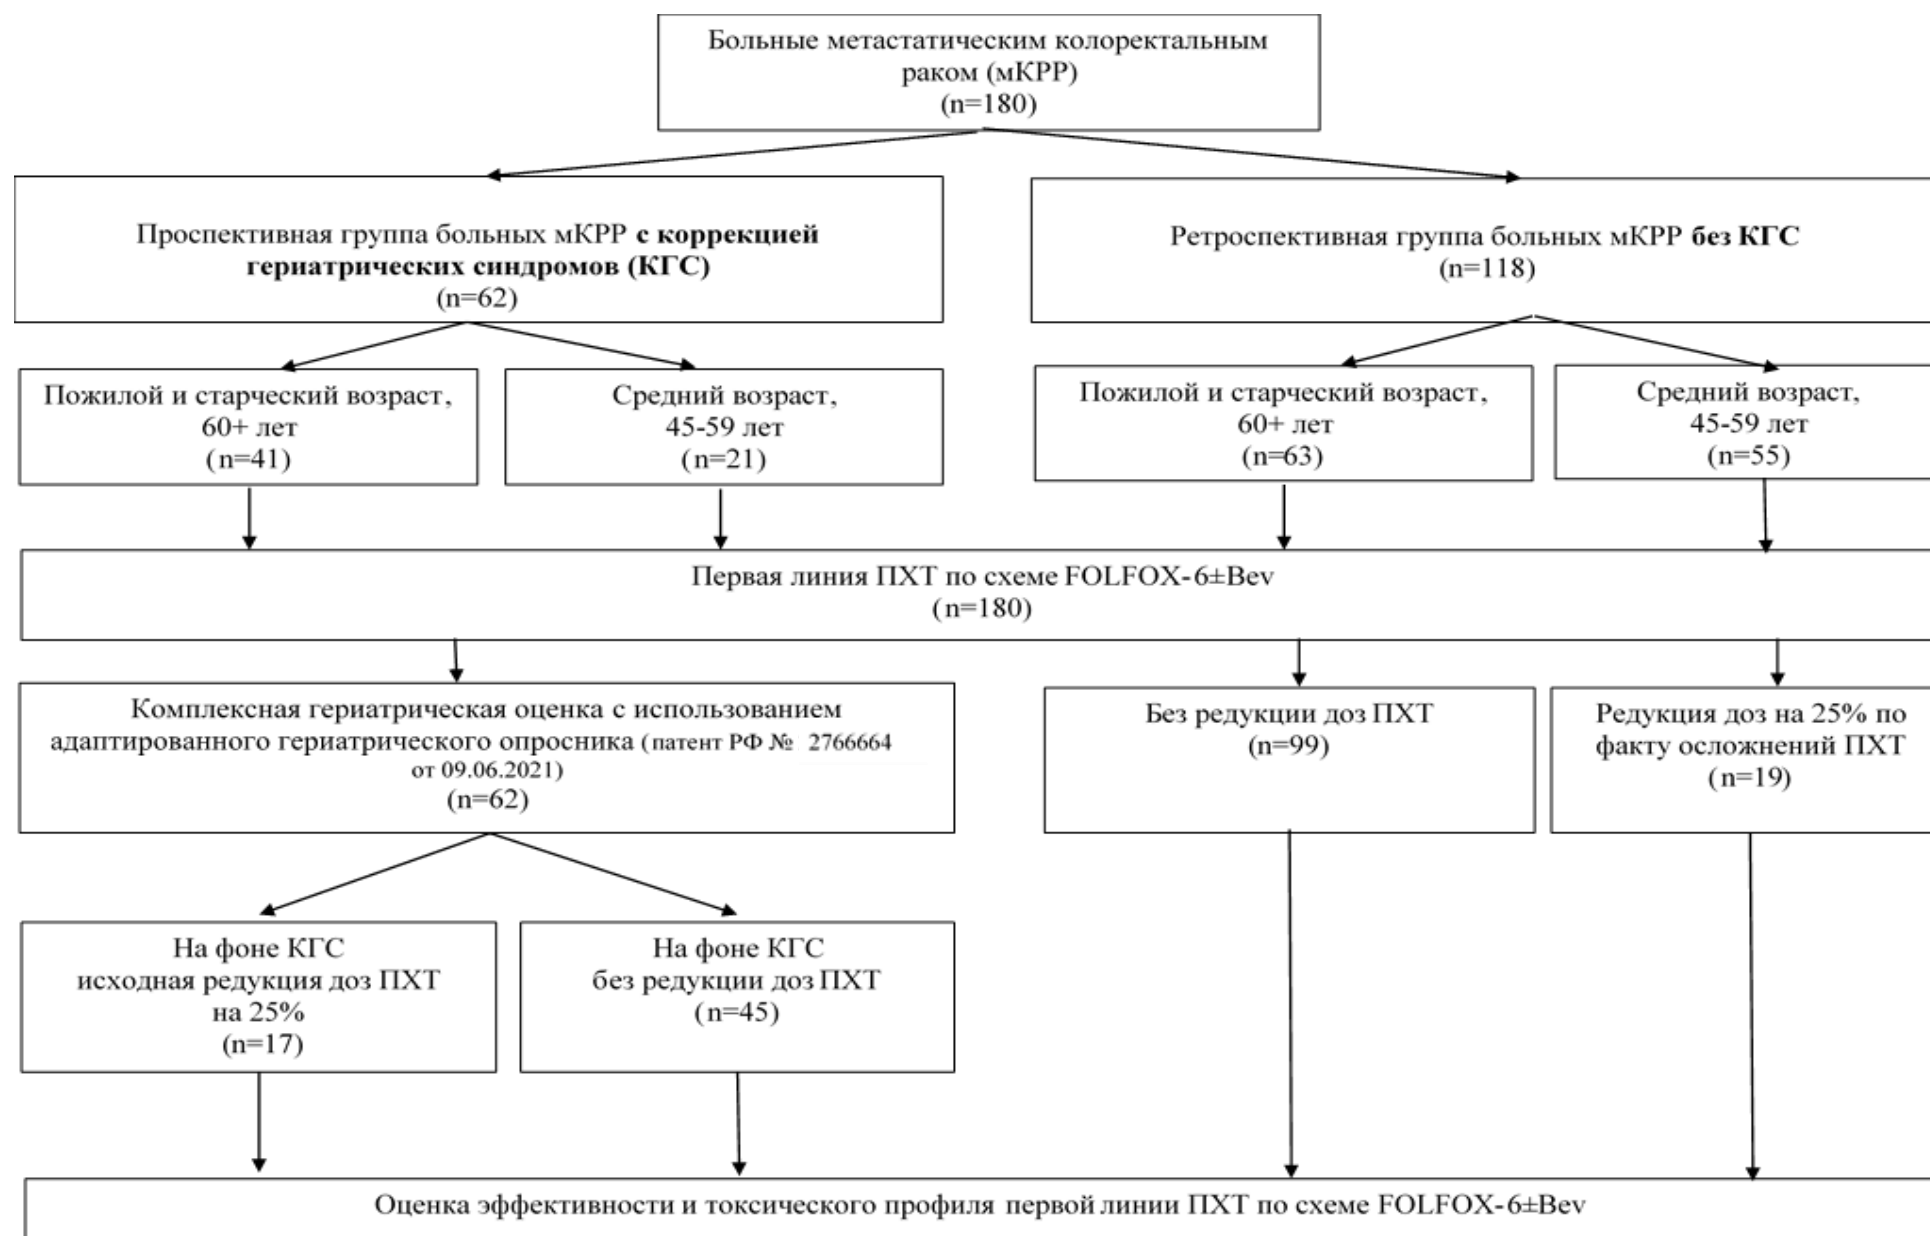 Больные метастатическим колоректальным
раком (мКРР)
(n=180)
Проспективная группа больных мКРР с коррекцией
гериатрических синдромов (КГС)
(n=62)
Ретроспективная группа больных мКРР без КГС
(n=118)
Пожилой и старческий возраст,
60+ лет
(n=41)
Средний возраст,
45-59 лет
(n=21)
Пожилой и старческий возраст,
60+ лет
(n=63)
Средний возраст,
45-59 лет
(n=55)
Первая линия ПХТ по схеме FOLFOX-6±Bev
(n=180)
Комплексная гериатрическая оценка с использованием
адаптированного гериатрического опросника (патент РФ № 2766664
от 09.06.2021)
(n=62)
Без редукции доз ПХТ
(n=99)
Редукция доз на 25% по
факту осложнений ПХТ
(n=19)
На фоне КГС
исходная редукция доз ПХТ
на 25%
(n=17)
На фоне КГС
без редукции доз ПХТ
(n=45)
Оценка эффективности и токсического профиля первой линии ПХТ по схеме FOLFOX-6±Bev